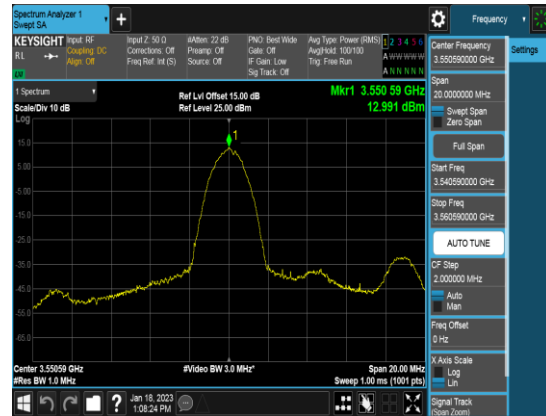 Spectrum Analyzer 1
Swept SA
+
Frequency
KEYSIGHT
Input: RF
Coupling: DC
Align: Off
Input Z: 50 Ω
Corrections: Off
Freq Ref: Int (S)
#Atten: 22 dB
Preamp: Off
Source: Off
PNO: Best Wide
Gate: Off
IF Gain: Low
Sig Track: Off
Avg Type: Power (RMS)
Avg|Hold: 100/100
Trig: Free Run
1 2 3 4 5 6
A W W W W W
A N N N N N
1 Spectrum
Scale/Div 10 dB
Log
Ref Lvl Offset 15.00 dB
Ref Level 25.00 dBm
Mkr1 3.550 59 GHz
12.991 dBm
1
15.0
5.00
-5.00
-15.0
-25.0
-35.0
-45.0
-55.0
-65.0
Center 3.55059 GHz
#Res BW 1.0 MHz
#Video BW 3.0 MHz*
Span 20.00 MHz
Sweep 1.00 ms (1001 pts)
Jan 18, 2023
1:08:24 PM
Center Frequency
3.550590000 GHz
Settings
Span
20.0000000 MHz
Swept Span
Zero Span
Full Span
Start Freq
3.540590000 GHz
Stop Freq
3.560590000 GHz
AUTO TUNE
CF Step
2.000000 MHz
Auto
Man
Freq Offset
0 Hz
X Axis Scale
Log
Lin
Signal Track
(Span Zoom)